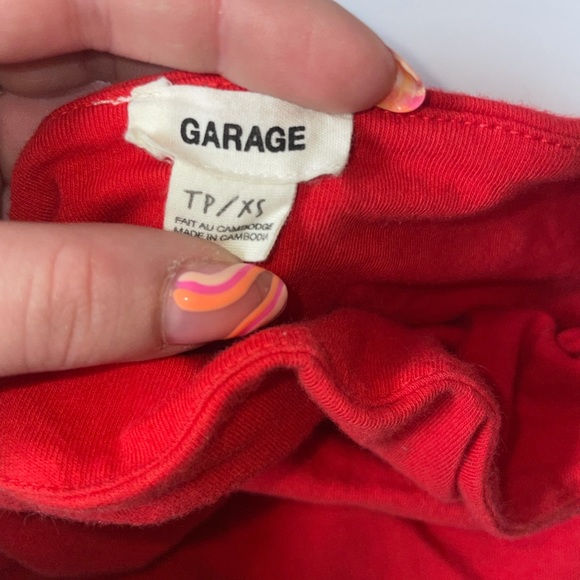 GARAGE
TP/XS
FAIT AU CAMBODGE
MADE IN CAMBODIA